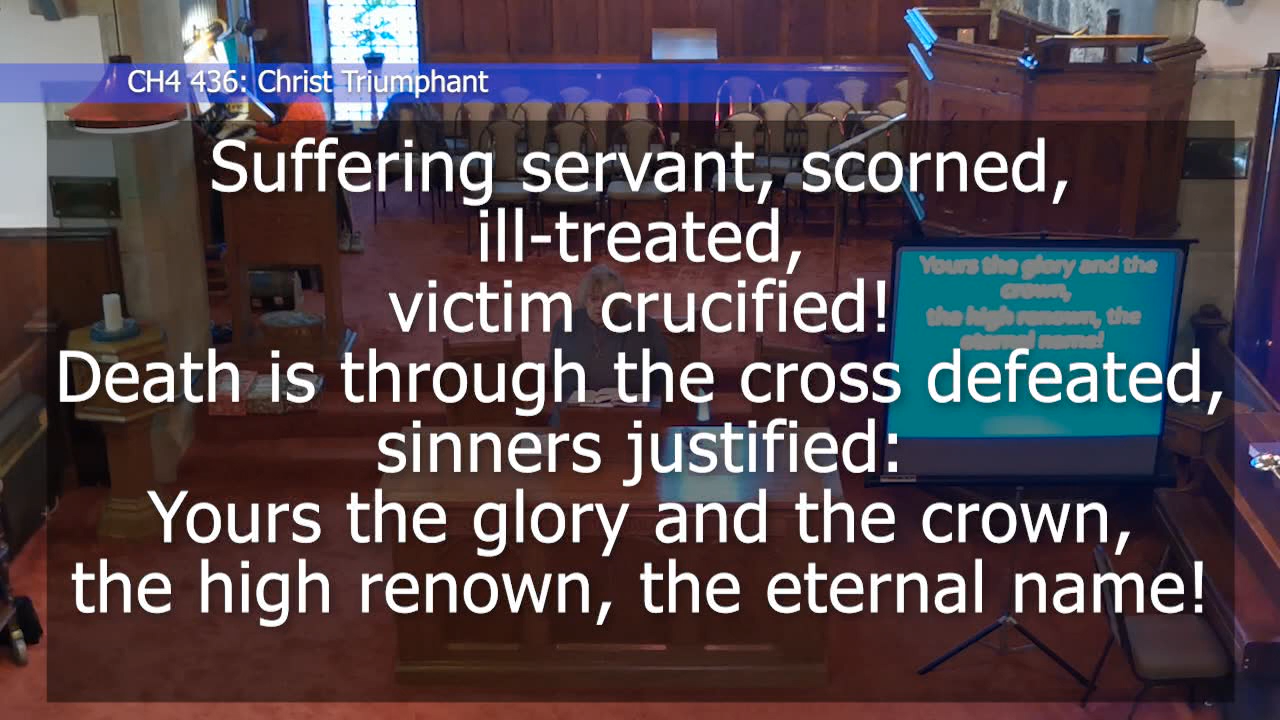 CH4 436: Christ Triumphant
Suffering servant, scorned,
ill-treated,
victim crucified!
Death is through the cross defeated,
sinners justified:
Yours the glory and the crown,
the high renown, the eternal name!
Yours the glory and the
crown,
the high renown, the
eternal name!